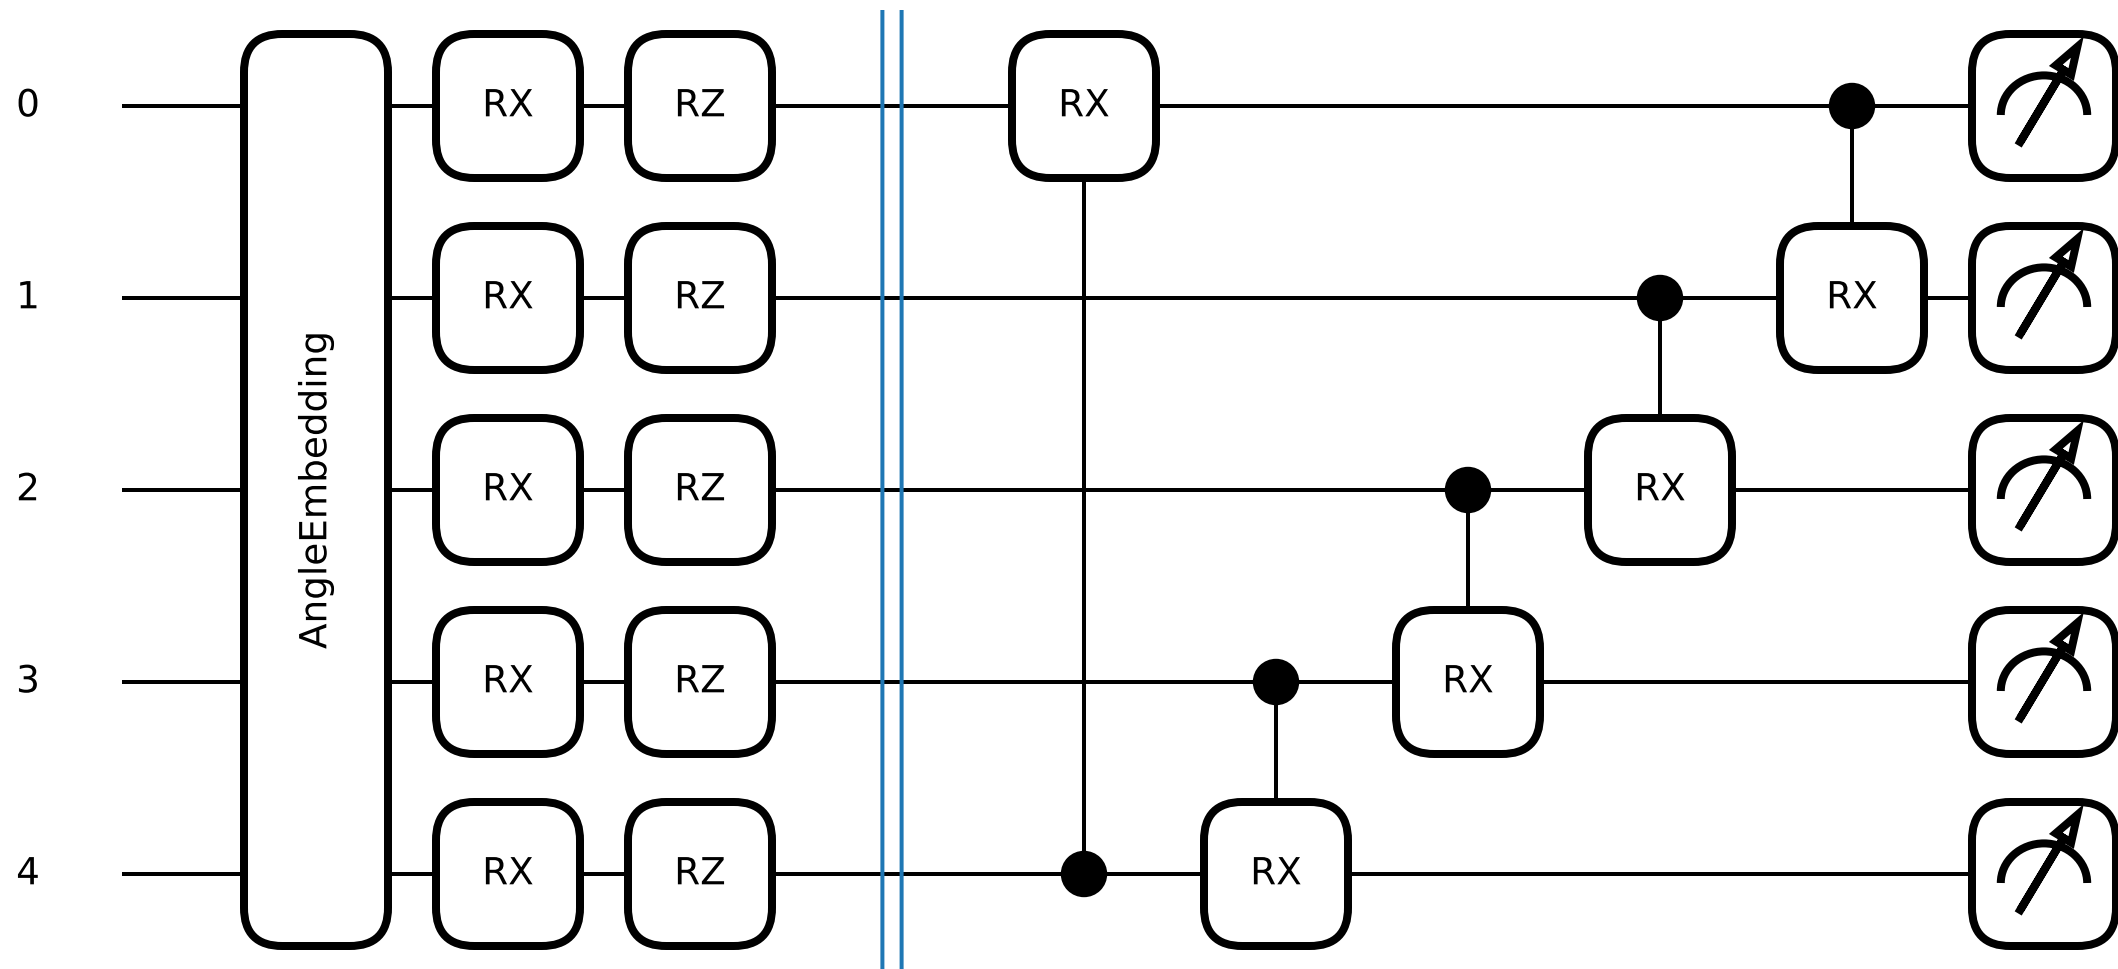 0 RX RZ RX
1 RX RZ RX
AngleEmbedding
2 RX RZ RX
3 RX RZ RX
4 RX RZ RX